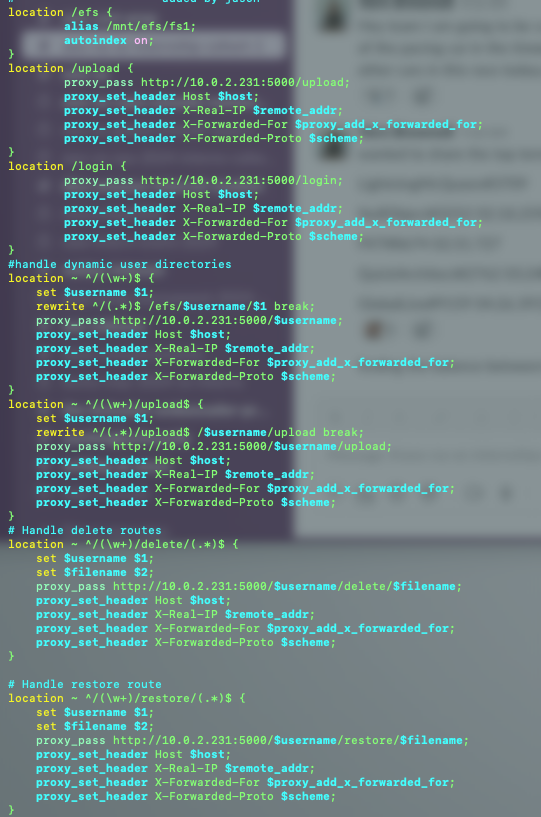 # added by jason
location /efs {
        alias /mnt/efs/fs1;
        autoindex on;
}
location /upload {
        proxy_pass http://10.0.2.231:5000/upload;
        proxy_set_header Host $host;
        proxy_set_header X-Real-IP $remote_addr;
        proxy_set_header X-Forwarded-For $proxy_add_x_forwarded_for;
        proxy_set_header X-Forwarded-Proto $scheme;
}
location /login {
        proxy_pass http://10.0.2.231:5000/login;
        proxy_set_header Host $host;
        proxy_set_header X-Real-IP $remote_addr;
        proxy_set_header X-Forwarded-For $proxy_add_x_forwarded_for;
        proxy_set_header X-Forwarded-Proto $scheme;
}
#handle dynamic user directories
location ~ ^/(\w+)$ {
    set $username $1;
    rewrite ^/(.*)$ /efs/$username/$1 break;
    proxy_pass http://10.0.2.231:5000/$username;
    proxy_set_header Host $host;
    proxy_set_header X-Real-IP $remote_addr;
    proxy_set_header X-Forwarded-For $proxy_add_x_forwarded_for;
    proxy_set_header X-Forwarded-Proto $scheme;
}
location ~ ^/(\w+)/upload$ {
    set $username $1;
    rewrite ^/(.*)/upload$ /$username/upload break;
    proxy_pass http://10.0.2.231:5000/$username/upload;
    proxy_set_header Host $host;
    proxy_set_header X-Real-IP $remote_addr;
    proxy_set_header X-Forwarded-For $proxy_add_x_forwarded_for;
    proxy_set_header X-Forwarded-Proto $scheme;
}
# Handle delete routes
location ~ ^/(\w+)/delete/(.*)$ {
    set $username $1;
    set $filename $2;
    proxy_pass http://10.0.2.231:5000/$username/delete/$filename;
    proxy_set_header Host $host;
    proxy_set_header X-Real-IP $remote_addr;
    proxy_set_header X-Forwarded-For $proxy_add_x_forwarded_for;
    proxy_set_header X-Forwarded-Proto $scheme;
}

# Handle restore route
location ~ ^/(\w+)/restore/(.*)$ {
    set $username $1;
    set $filename $2;
    proxy_pass http://10.0.2.231:5000/$username/restore/$filename;
    proxy_set_header Host $host;
    proxy_set_header X-Real-IP $remote_addr;
    proxy_set_header X-Forwarded-For $proxy_add_x_forwarded_for;
    proxy_set_header X-Forwarded-Proto $scheme;
}